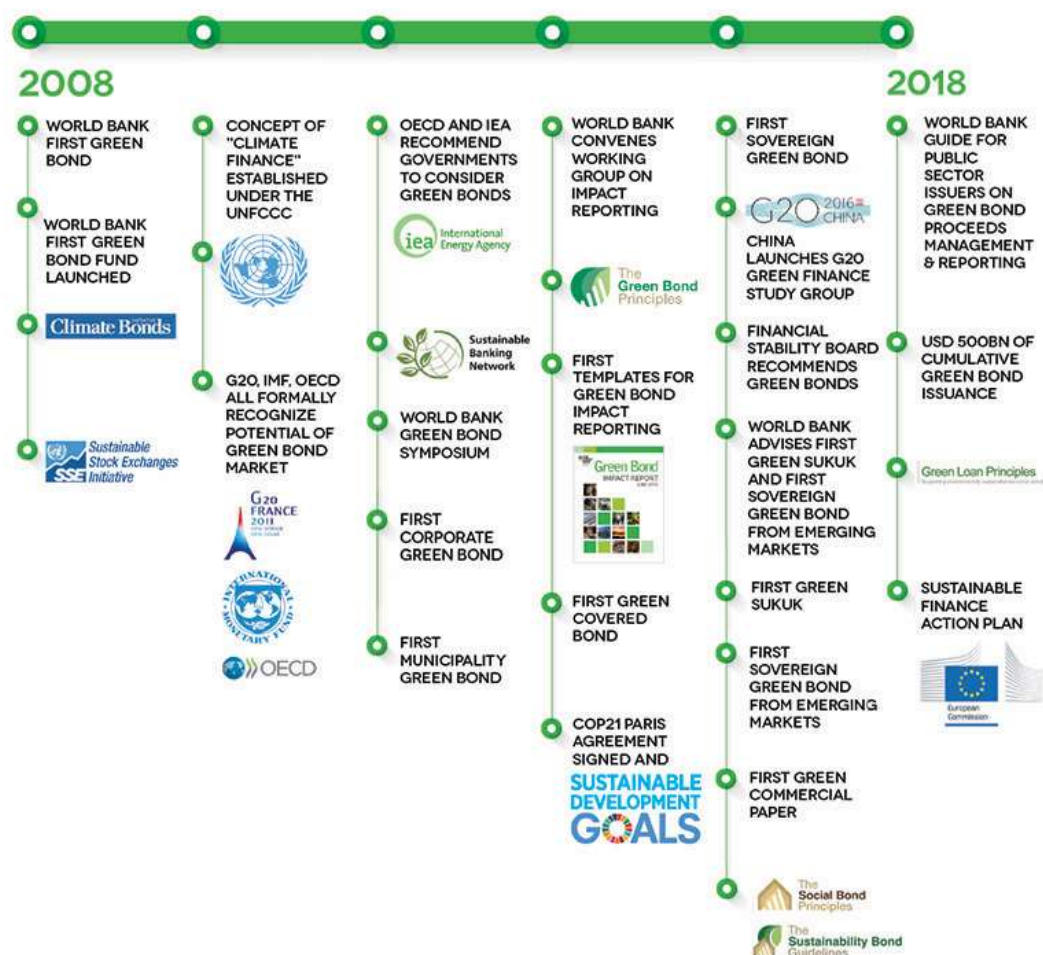 2008
WORLD BANK
FIRST GREEN
BOND
WORLD BANK
FIRST GREEN
BOND FUND
LAUNCHED
Climate Bonds
SSE
Sustainable
Stock Exchanges
Initiative
CONCEPT OF
"CLIMATE
FINANCE"
ESTABLISHED
UNDER THE
UNFCCC
G20, IMF, OECD
ALL FORMALLY
RECOGNIZE
POTENTIAL OF
GREEN BOND
MARKET
G20
FRANCE
2011
INTERNATIONAL
MONETARY FUND
OECD
OECD AND IEA
RECOMMEND
GOVERNMENTS
TO CONSIDER
GREEN BONDS
iea International
Energy Agency
Sustainable
Banking
Network
WORLD BANK
GREEN BOND
SYMPOSIUM
FIRST
CORPORATE
GREEN BOND
FIRST
MUNICIPALITY
GREEN BOND
WORLD BANK
CONVENES
WORKING
GROUP ON
IMPACT
REPORTING
The
Green Bond
Principles
FIRST
TEMPLATES FOR
GREEN BOND
IMPACT
REPORTING
Green Bond
IMPACT REPORT
FIRST GREEN
COVERED
BOND
COP21 PARIS
AGREEMENT
SIGNED AND
SUSTAINABLE
DEVELOPMENT
GOALS
FIRST
SOVEREIGN
GREEN BOND
G20 2016
CHINA
CHINA
LAUNCHES G20
GREEN FINANCE
STUDY GROUP
FINANCIAL
STABILITY BOARD
RECOMMENDS
GREEN BONDS
WORLD BANK
ADVISES FIRST
GREEN SUKUK
AND FIRST
SOVEREIGN
GREEN BOND
FROM EMERGING
MARKETS
FIRST GREEN
SUKUK
FIRST
SOVEREIGN
GREEN BOND
FROM EMERGING
MARKETS
FIRST GREEN
COMMERCIAL
PAPER
The
Social Bond
Principles
The
Sustainability Bond
Guidelines
2018
WORLD BANK
GUIDE FOR
PUBLIC
SECTOR
ISSUERS ON
GREEN BOND
PROCEEDS
MANAGEMENT
& REPORTING
USD 500BN OF
CUMULATIVE
GREEN BOND
ISSUANCE
Green Loan Principles
SUSTAINABLE
FINANCE
ACTION PLAN
European
Commission